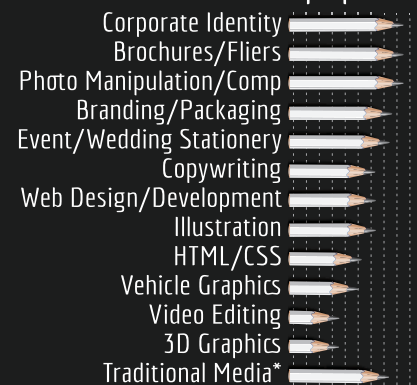 Corporate Identity
Brochures/Fliers
Photo Manipulation/Comp
Branding/Packaging
Event/Wedding Stationery
Copywriting
Web Design/Development
Illustration
HTML/CSS
Vehicle Graphics
Video Editing
3D Graphics
Traditional Media*